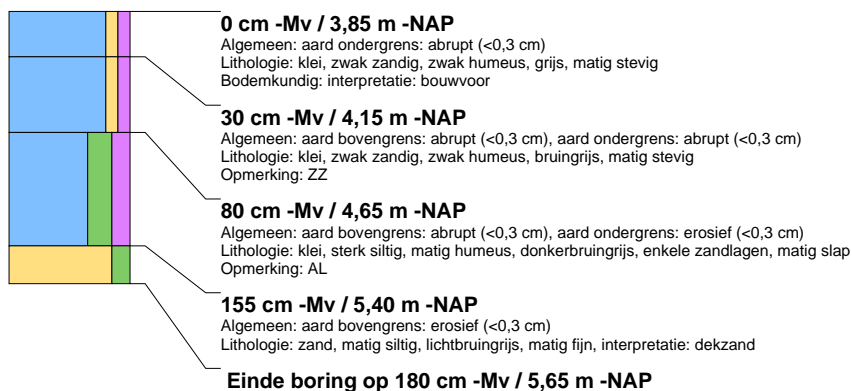 0 cm -Mv / 3,85 m -NAP
Algemeen: aard ondergrens: abrupt (<0,3 cm)
Lithologie: klei, zwak zandig, zwak humeus, grijs, matig stevig
Bodemkundig: interpretatie: bouwvoor
30 cm -Mv / 4,15 m -NAP
Algemeen: aard bovengrens: abrupt (<0,3 cm), aard ondergrens: abrupt (<0,3 cm)
Lithologie: klei, zwak zandig, zwak humeus, bruingrijs, matig stevig
Opmerking: ZZ
80 cm -Mv / 4,65 m -NAP
Algemeen: aard bovengrens: abrupt (<0,3 cm), aard ondergrens: erosief (<0,3 cm)
Lithologie: klei, sterk siltig, matig humeus, donkerbruingrijs, enkele zandlagen, matig slap
Opmerking: AL
155 cm -Mv / 5,40 m -NAP
Algemeen: aard bovengrens: erosief (<0,3 cm)
Lithologie: zand, matig siltig, lichtbruingrijs, matig fijn, interpretatie: dekzand
Einde boring op 180 cm -Mv / 5,65 m -NAP